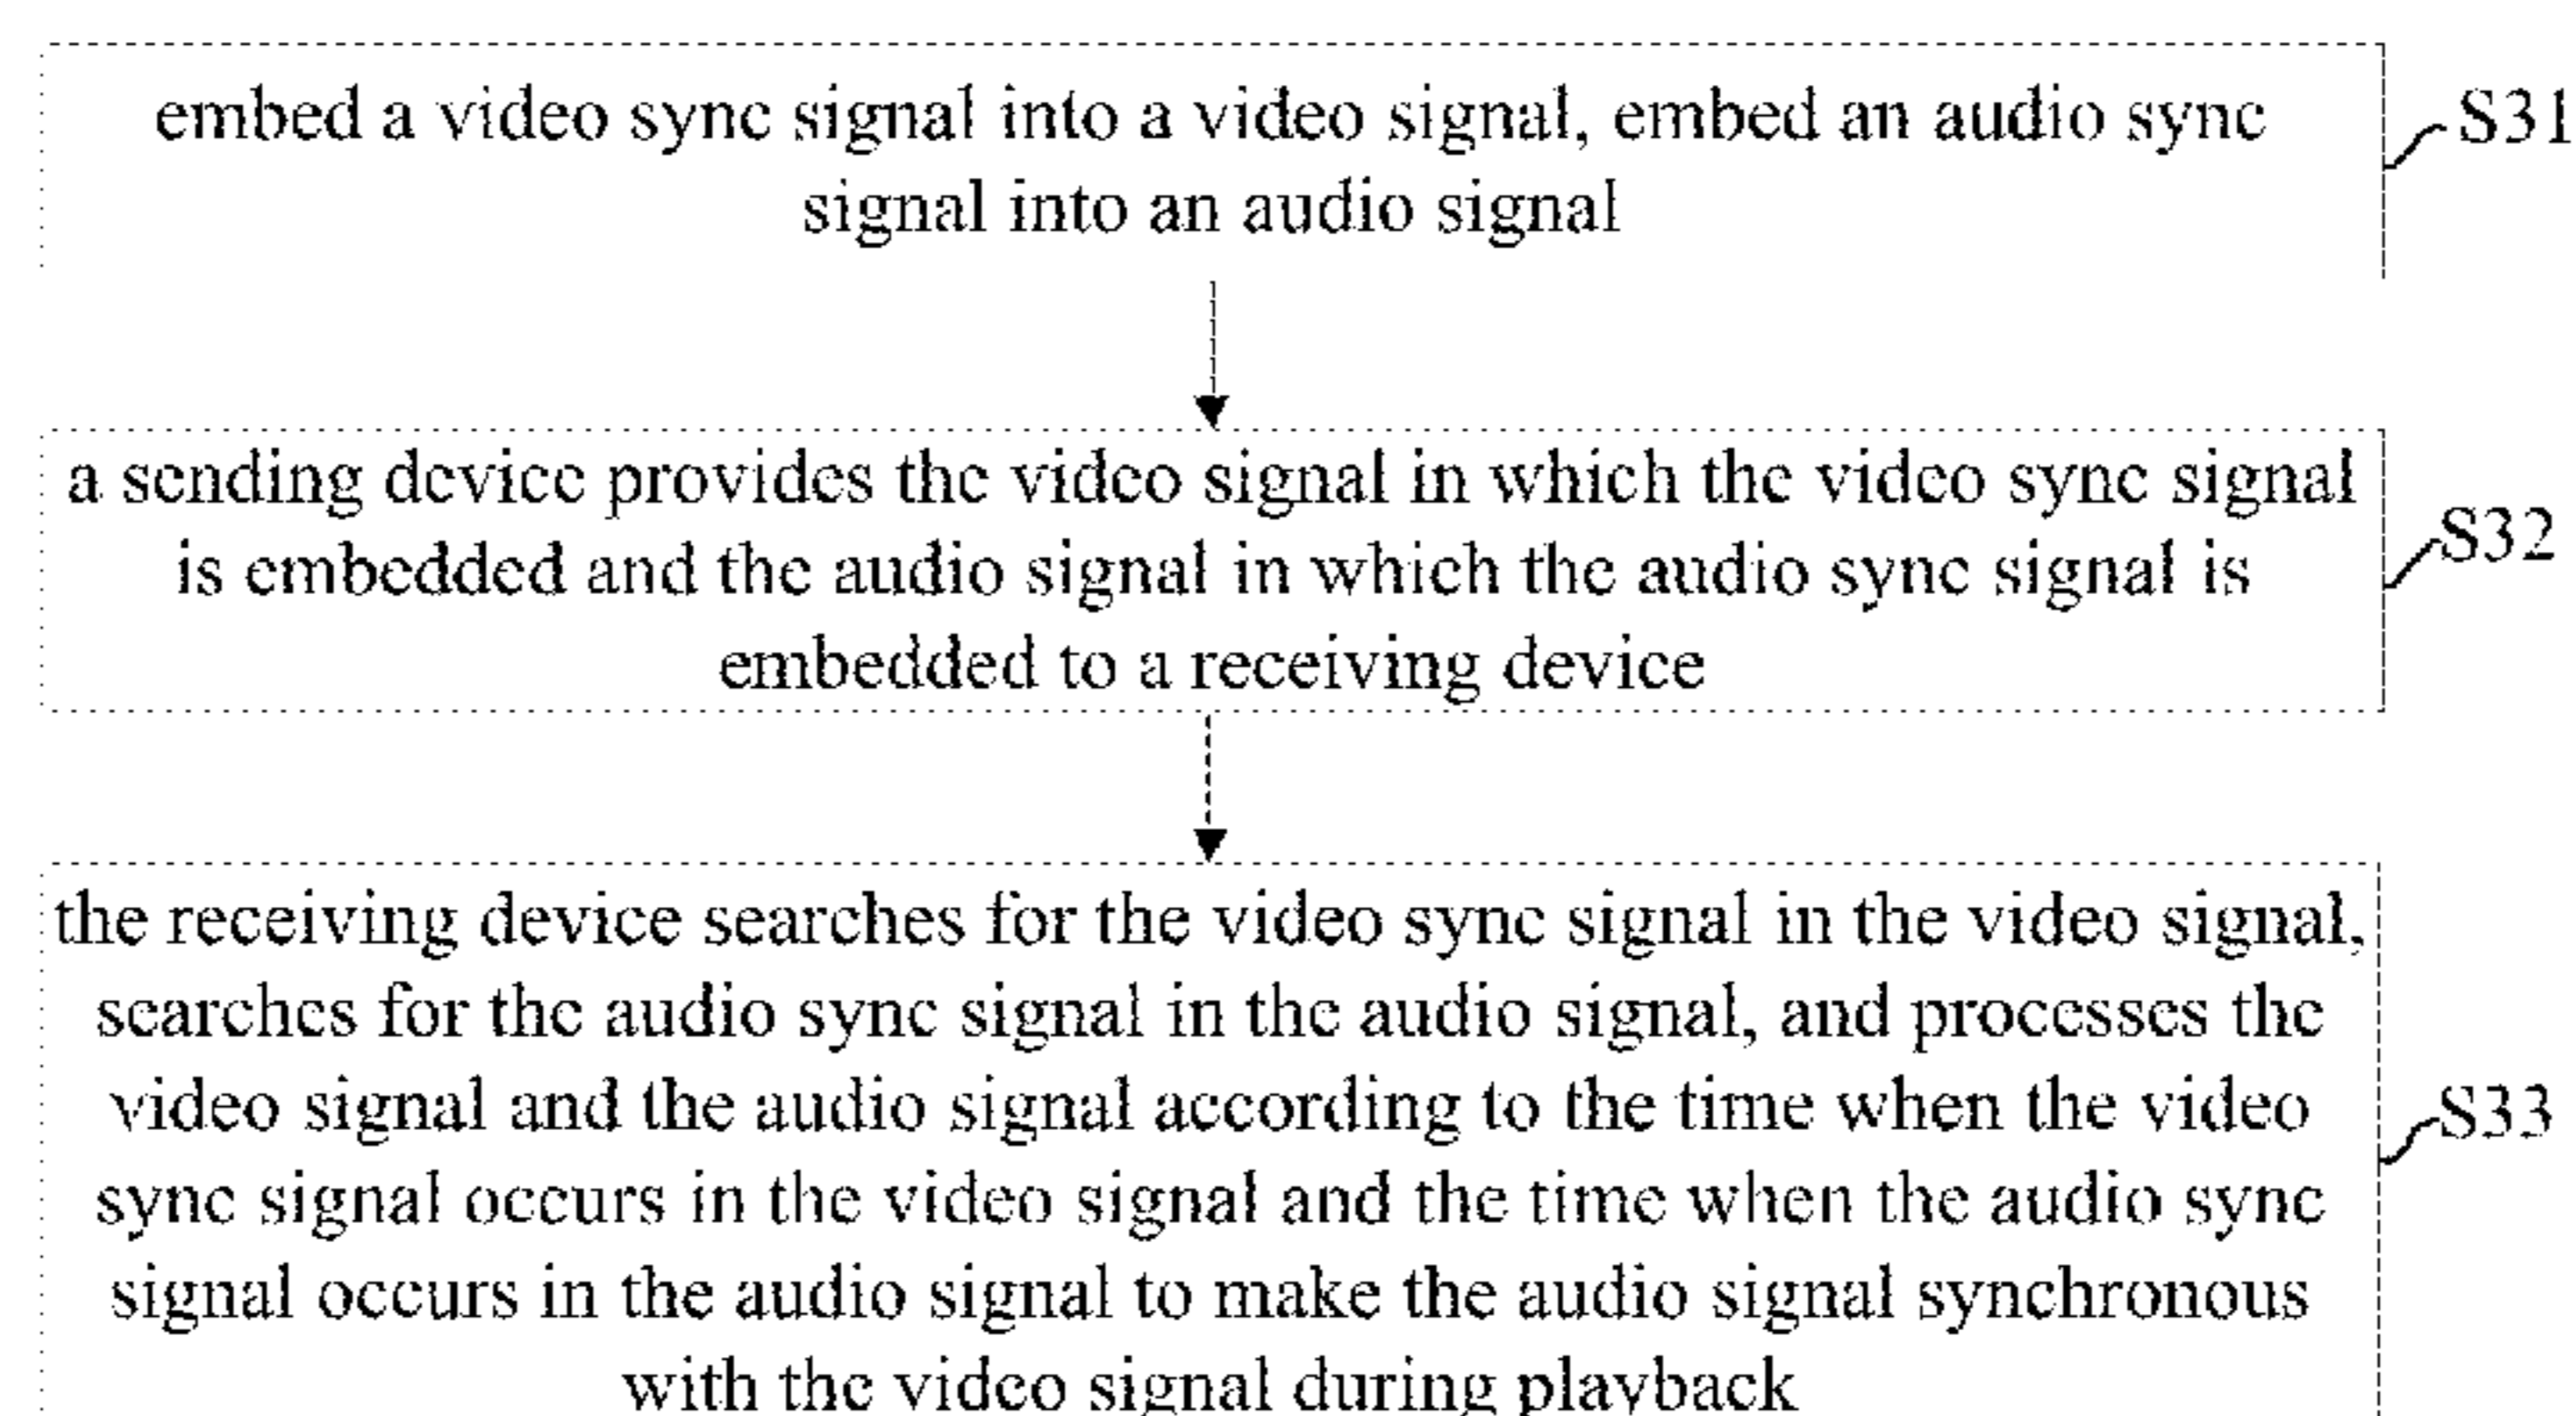 embed a video sync signal into a video signal, embed an audio sync
signal into an audio signal
S31
a sending device provides the video signal in which the video sync signal
is embedded and the audio signal in which the audio sync signal is
embedded to a receiving device
S32
the receiving device searches for the video sync signal in the video signal,
searches for the audio sync signal in the audio signal, and processes the
video signal and the audio signal according to the time when the video
sync signal occurs in the video signal and the time when the audio sync
signal occurs in the audio signal to make the audio signal synchronous
with the video signal during playback
S33